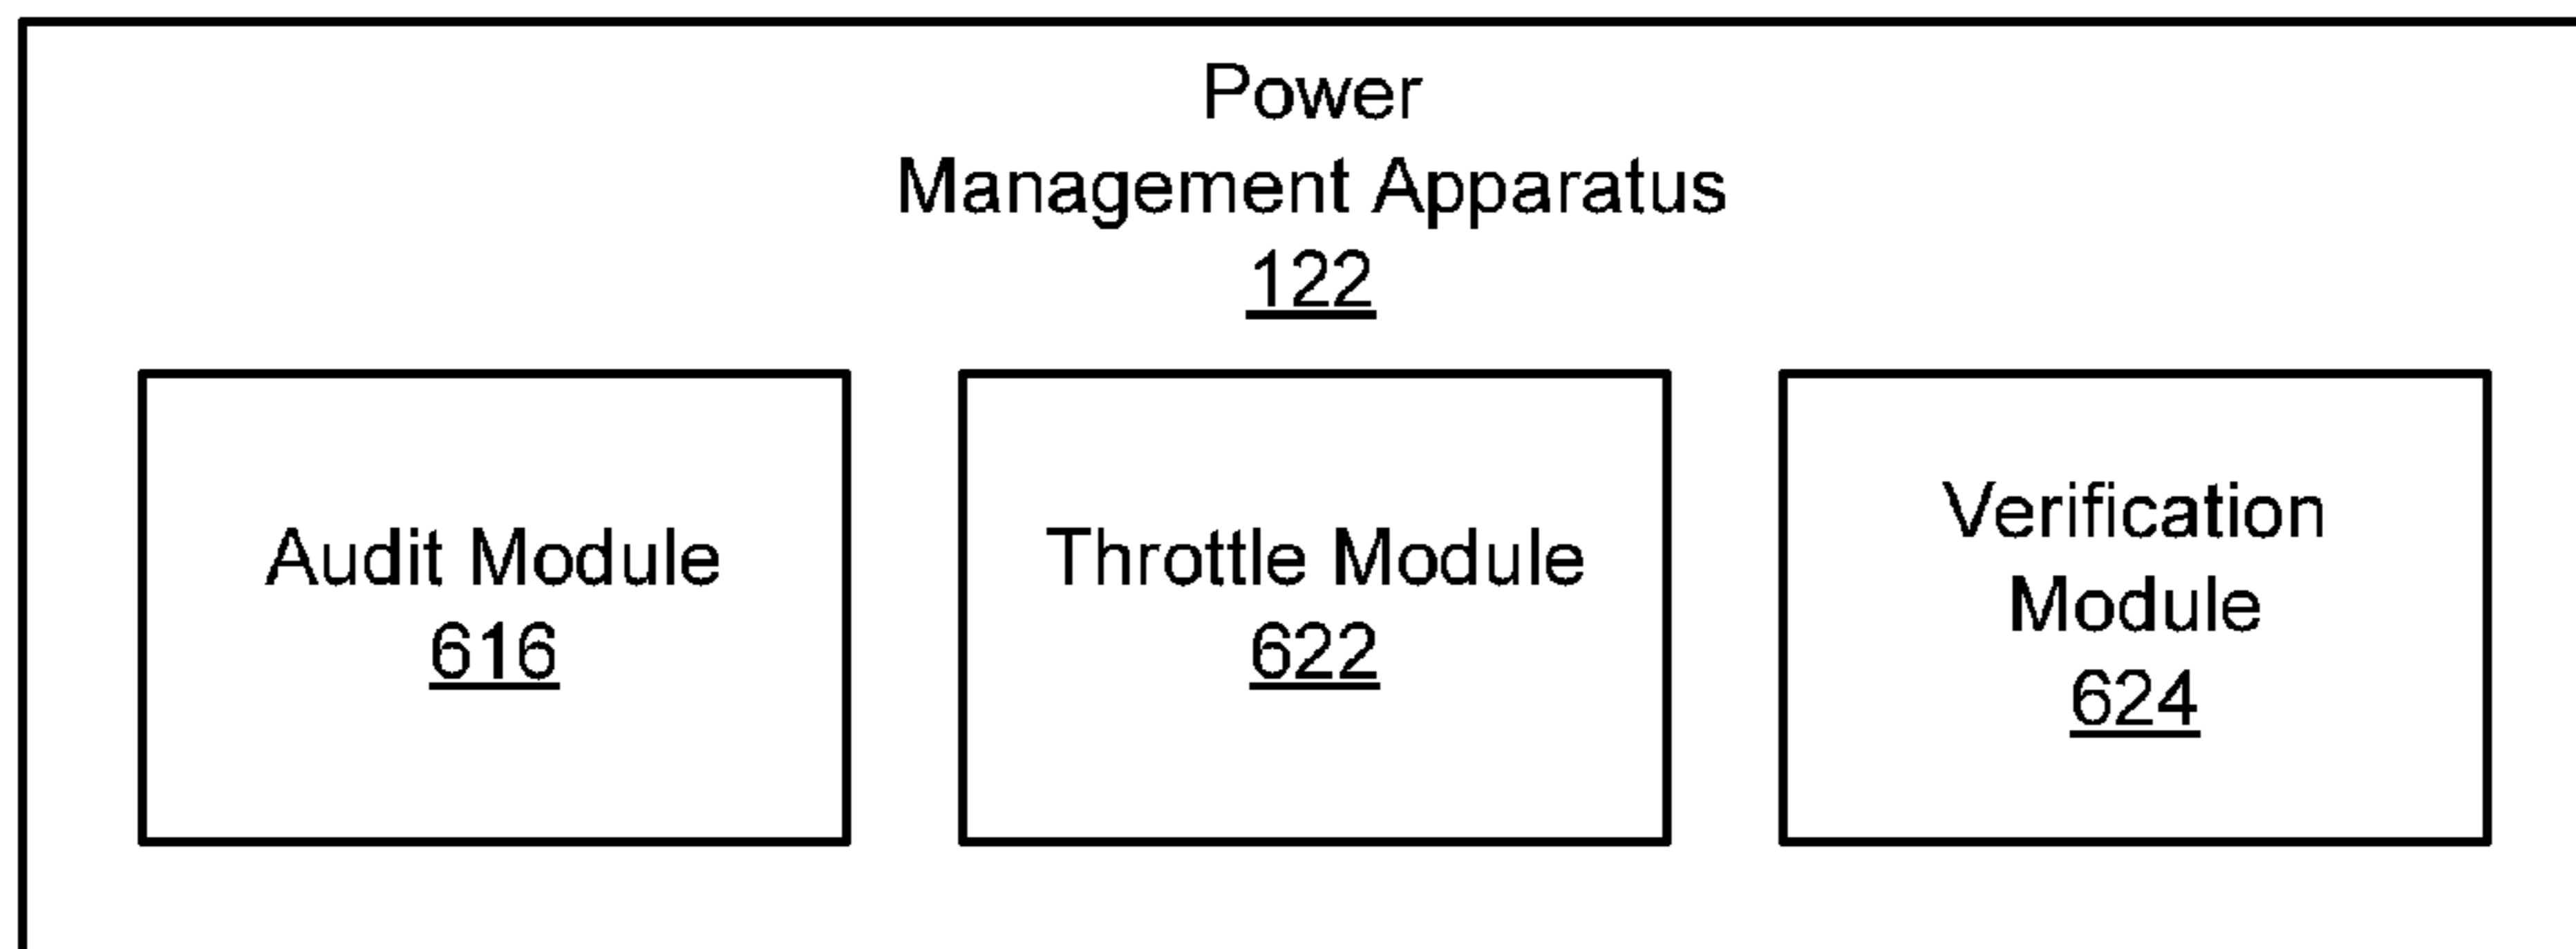 Power
Management Apparatus
122
Audit Module
616
Throttle Module
622
Verification
Module
624